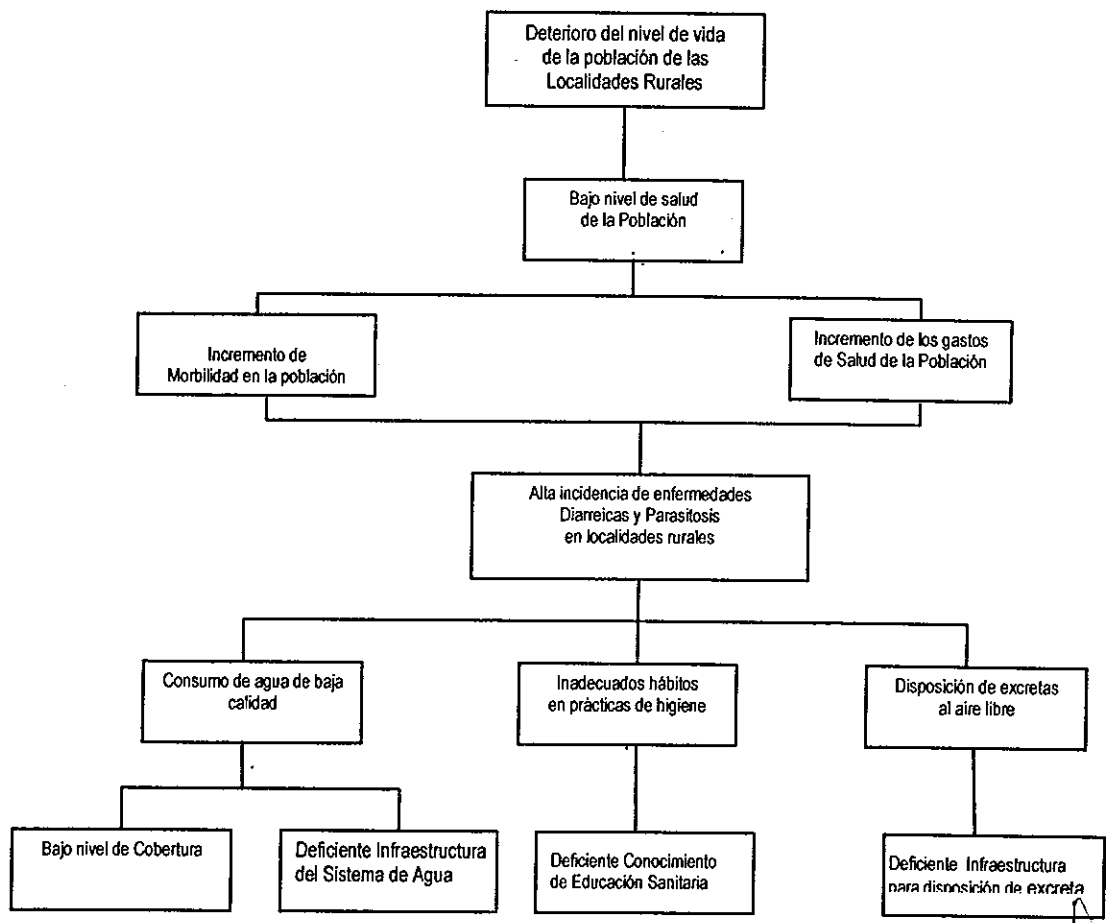 Deterioro del nivel de vida
de la población de las
Localidades Rurales
Bajo nivel de salud
de la Población
Incremento de
Morbilidad en la población
Incremento de los gastos
de Salud de la Población
Alta incidencia de enfermedades
Diarreicas y Parasitosis
en localidades rurales
Consumo de agua de baja
calidad
Inadecuados hábitos
en prácticas de higiene
Disposición de excretas
al aire libre
Bajo nivel de Cobertura
Deficiente Infraestructura
del Sistema de Agua
Deficiente Conocimiento
de Educación Sanitaria
Deficiente Infraestructura
para disposición de excreta